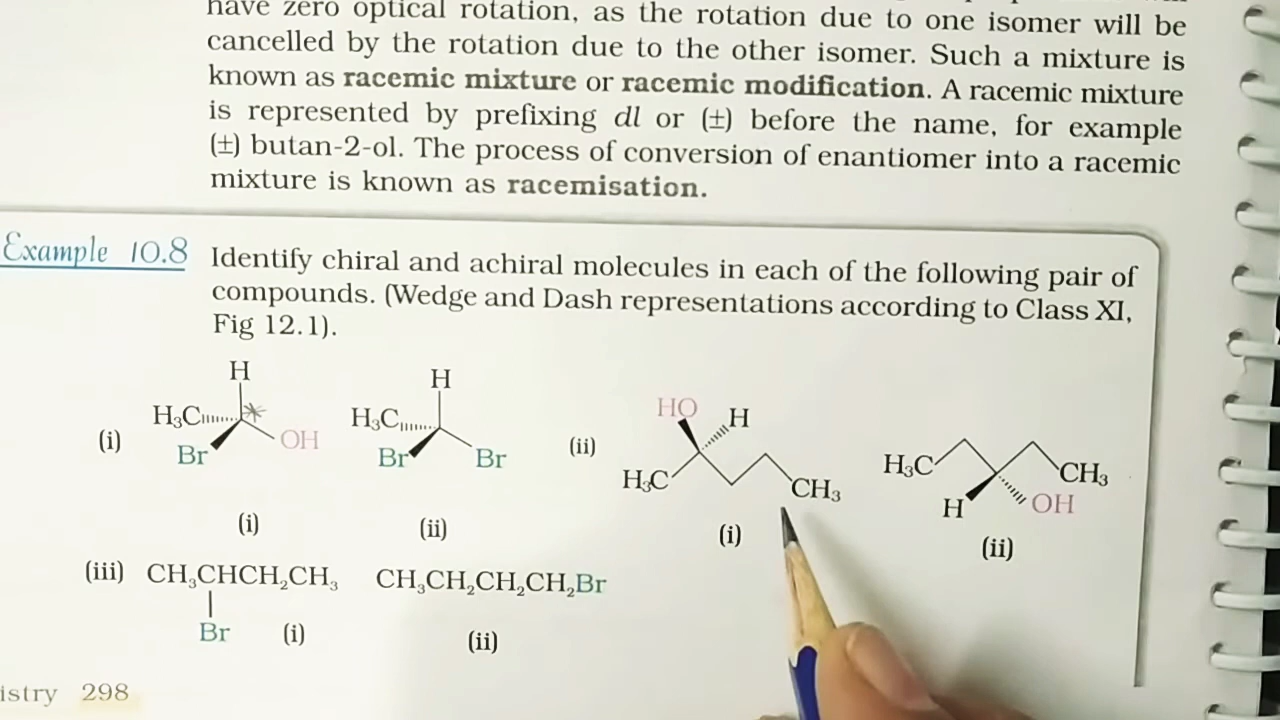 have zero optical rotation, as the rotation due to one isomer will be
cancelled by the rotation due to the other isomer. Such a mixture is
known as racemic mixture or racemic modification. A racemic mixture
is represented by prefixing dl or (±) before the name, for example
(±) butan-2-ol. The process of conversion of enantiomer into a racemic
mixture is known as racemisation.
Example 10.8 Identify chiral and achiral molecules in each of the following pair of
compounds. (Wedge and Dash representations according to Class XI,
Fig 12.1).
(i) H H₃C Br OH
(i)
H H₃C Br Br
(ii)
(ii) HO H H₃C CH₃
(i)
H₃C CH₃ H OH
(ii)
(iii) CH₃CHCH₂CH₃ CH₃CH₂CH₂CH₂Br
Br (i) (ii)
istry 298